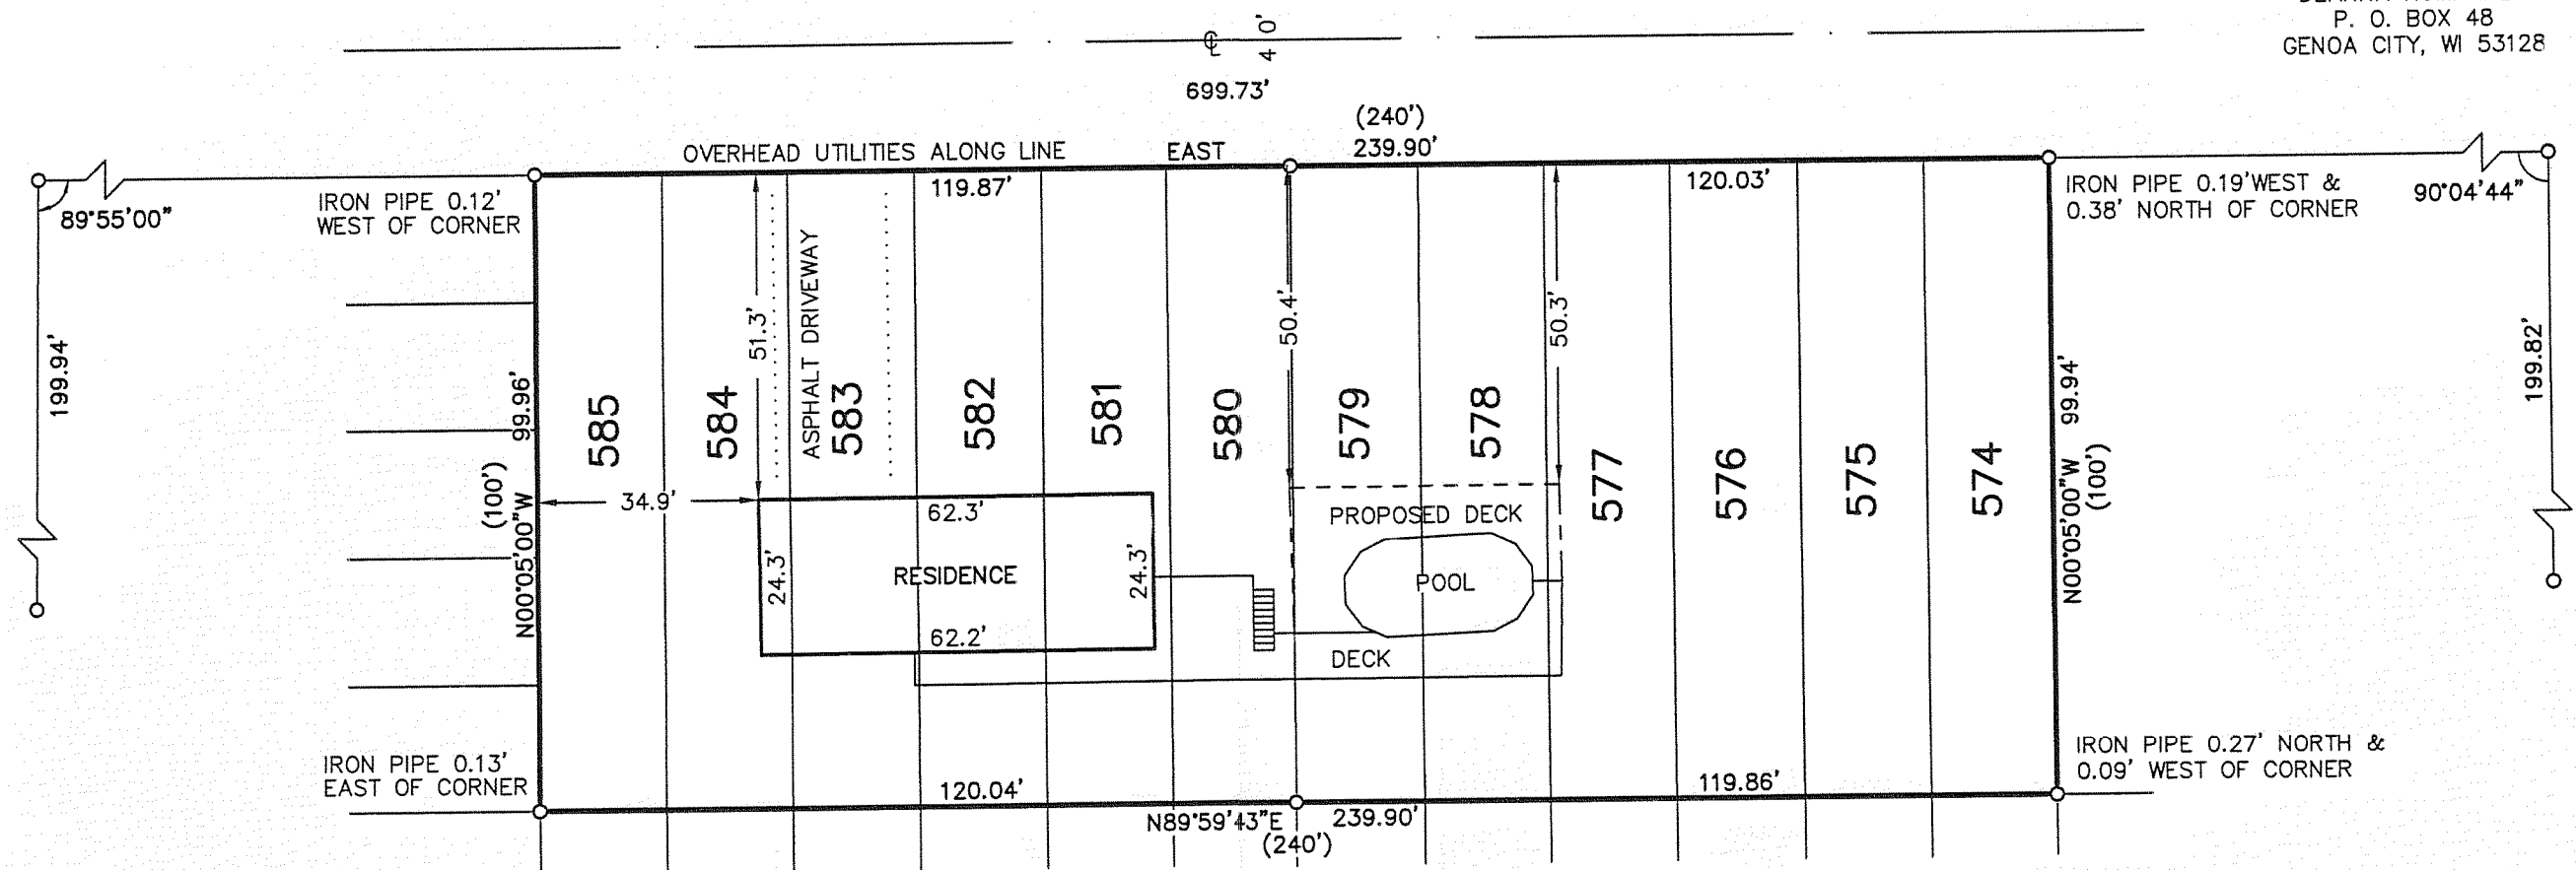 P. O. BOX 48
GENOA CITY, WI 53128
℄
699.73'
(240')
OVERHEAD UTILITIES ALONG LINE
EAST
239.90'
119.87'
120.03'
89°55'00"
IRON PIPE 0.12'
WEST OF CORNER
IRON PIPE 0.19'WEST &
0.38' NORTH OF CORNER
90°04'44"
199.94'
99.96'
(100')
N00°05'00"W
585
584
51.3'
ASPHALT DRIVEWAY
583
582
581
580
50.4'
579
578
50.3'
577
576
575
574
99.94'
(100')
N00°05'00"W
199.82'
34.9'
62.3'
24.3'
RESIDENCE
24.3'
62.2'
PROPOSED DECK
POOL
DECK
IRON PIPE 0.13'
EAST OF CORNER
IRON PIPE 0.27' NORTH &
0.09' WEST OF CORNER
120.04'
119.86'
N89°59'43"E
239.90'
(240')